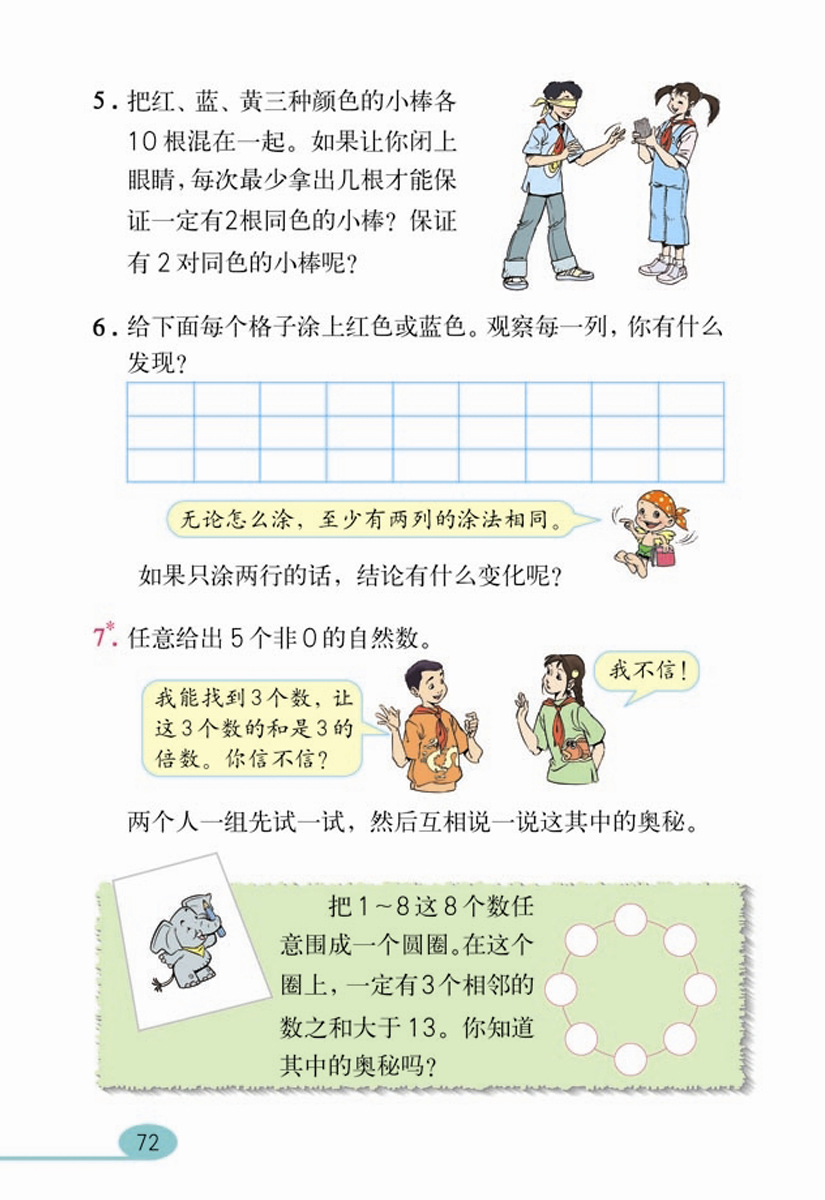 5. 把红、蓝、黄三种颜色的小棒各
10 根混在一起。如果让你闭上
眼睛，每次最少拿出几根才能保
证一定有2根同色的小棒？保证
有 2 对同色的小棒呢？
6. 给下面每个格子涂上红色或蓝色。观察每一列，你有什么
发现？
无论怎么涂，至少有两列的涂法相同。
如果只涂两行的话，结论有什么变化呢？
7*. 任意给出 5 个非 0 的自然数。
我能找到 3 个数，让
这 3 个数的和是 3 的
倍数。你信不信？
我不信！
两个人一组先试一试，然后互相说一说这其中的奥秘。
把 1～8 这 8 个数任
意围成一个圆圈。在这个
圈上，一定有3个相邻的
数之和大于 13。你知道
其中的奥秘吗？
72